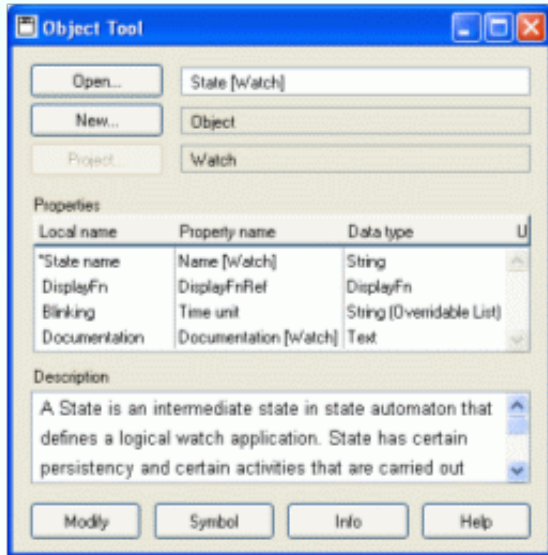 Object Tool
Open... State [Watch]
New... Object
Project... Watch
Properties
Local name Property name Data type U
*State name Name [Watch] String
DisplayFn DisplayFnRef DisplayFn
Blinking Time unit String (Overridable List)
Documentation Documentation [Watch] Text
Description
A State is an intermediate state in state automaton that
defines a logical watch application. State has certain
persistency and certain activities that are carried out
Modify Symbol Info Help